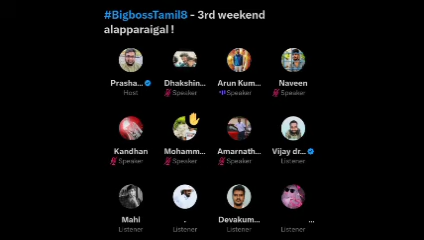 #BigbossTamil8 - 3rd weekend
alapparaigal !
Prasha... Dhakshin... Arun Kum... Naveen
Host Speaker Speaker Speaker
Kandhan Mohamm... Amarnath... Vijay dr...
Speaker Speaker Speaker Listener
Mahi . Devakum... ...
Listener Listener Listener Listener